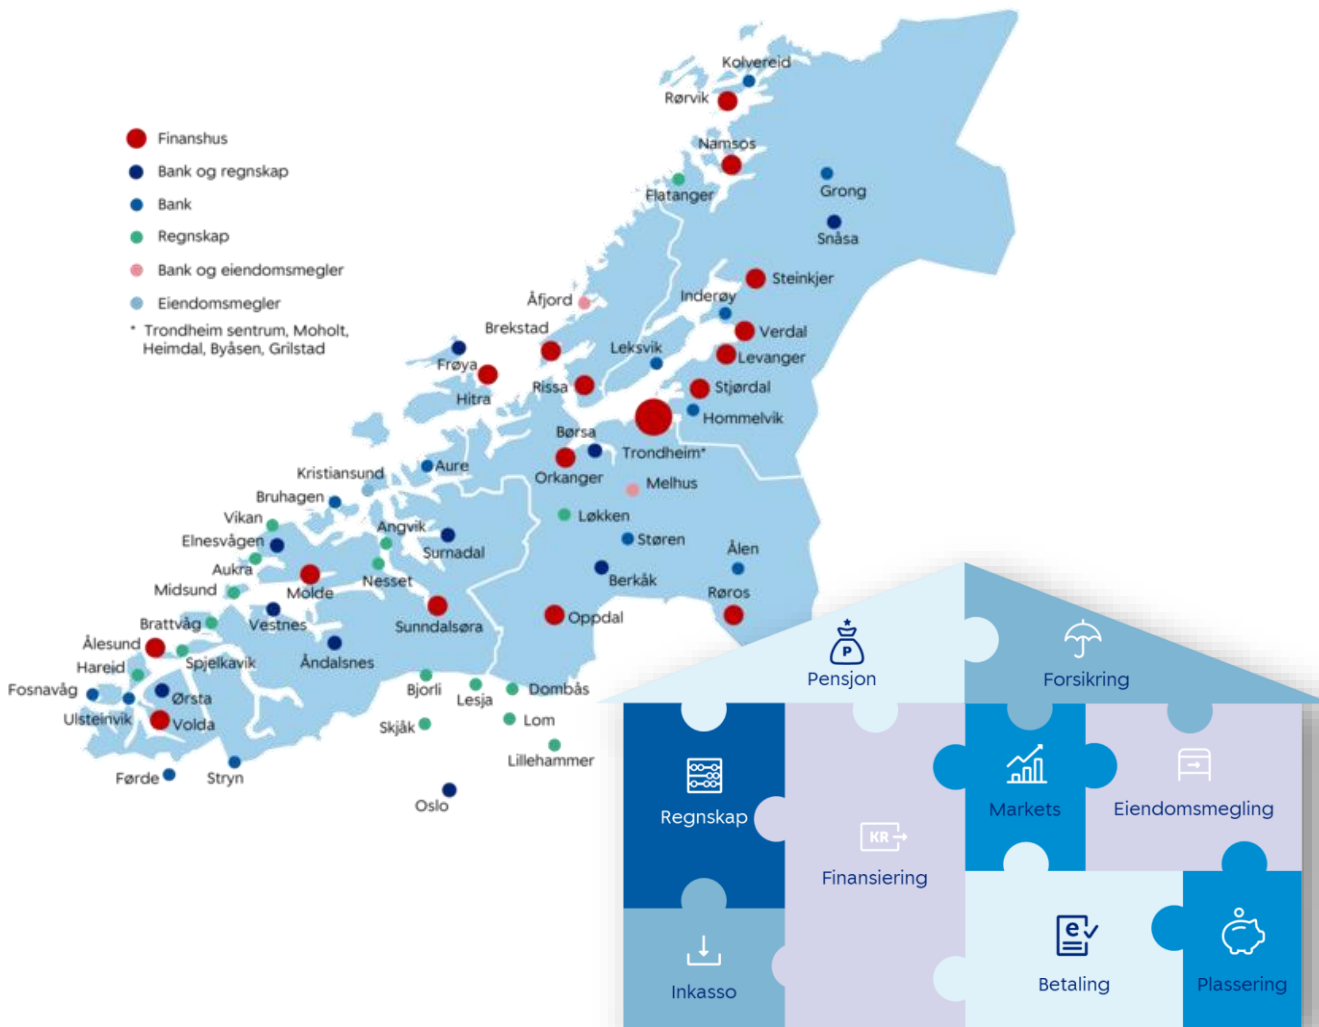 Kolvereid
Rørvik
Finanshus
Bank og regnskap
Bank
Regnskap
Bank og eiendomsmegler
Eiendomsmegler
* Trondheim sentrum, Moholt,
Heimdal, Byåsen, Grilstad
Namsos
Flatanger
Grong
Snåsa
Steinkjer
Inderøy
Åfjord
Brekstad
Verdal
Leksvik
Levanger
Frøya
Hitra
Rissa
Stjørdal
Hommelvik
Børsa
Trondheim*
Orkanger
Melhus
Kristiansund
Aure
Bruhagen
Vikan
Angvik
Løkken
Elnesvågen
Surnadal
Støren
Ålen
Aukra
Nesset
Berkåk
Midsund
Molde
Røros
Brattvåg
Vestnes
Sunndalsøra
Oppdal
Ålesund
Spjelkavik
Åndalsnes
Hareid
Fosnavåg
Ørsta
Bjorli
Lesja
Dombås
Ulsteinvik
Volda
Skjåk
Lom
Lillehammer
Førde
Stryn
Oslo
P
Pensjon
Forsikring
Regnskap
Markets
Eiendomsmegling
KR
Finansiering
e
Inkasso
Betaling
Plassering